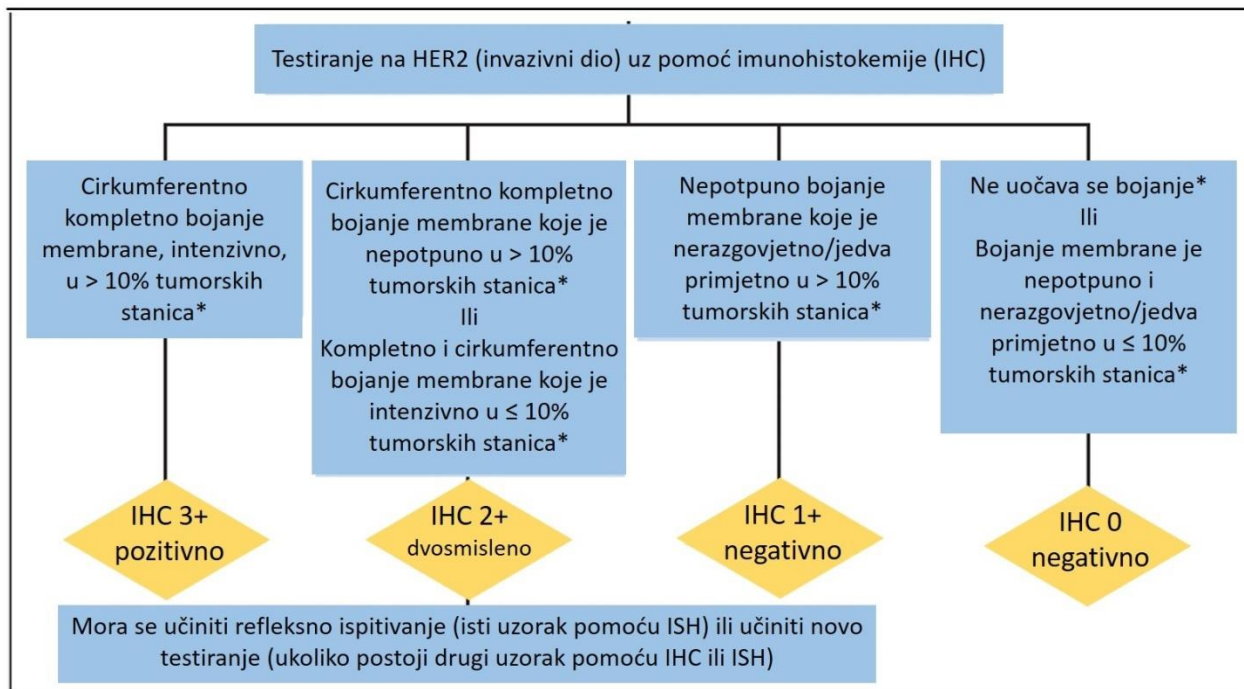 Testiranje na HER2 (invazivni dio) uz pomoć imunohistokemije (IHC)
Cirkumferentno
kompletno bojanje
membrane, intenzivno,
u > 10% tumorskih
stanica*
Cirkumferentno kompletno
bojanje membrane koje je
nepotpuno u > 10%
tumorskih stanica*
Ili
Kompletno i cirkumferentno
bojanje membrane koje je
intenzivno u ≤ 10%
tumorskih stanica*
Nepotpuno bojanje
membrane koje je
nerazgovjetno/jedva
primjetno u > 10%
tumorskih stanica*
Ne uočava se bojanje*
Ili
Bojanje membrane je
nepotpuno i
nerazgovjetno/jedva
primjetno u ≤ 10%
tumorskih stanica*
IHC 3+
pozitivno
IHC 2+
dvosmisleno
IHC 1+
negativno
IHC 0
negativno
Mora se učiniti refleksno ispitivanje (isti uzorak pomoću ISH) ili učiniti novo
testiranje (ukoliko postoji drugi uzorak pomoću IHC ili ISH)